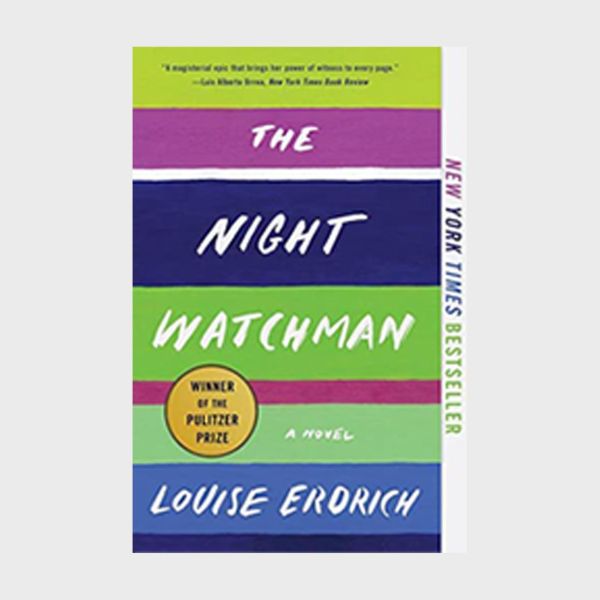 "A magisterial epic that brings her power of witness to every page."
—Luis Alberto Urrea, New York Times Book Review
THE
NIGHT
WATCHMAN
WINNER
OF THE
PULITZER
PRIZE
A NOVEL
LOUISE ERDRICH
NEW YORK TIMES BESTSELLER